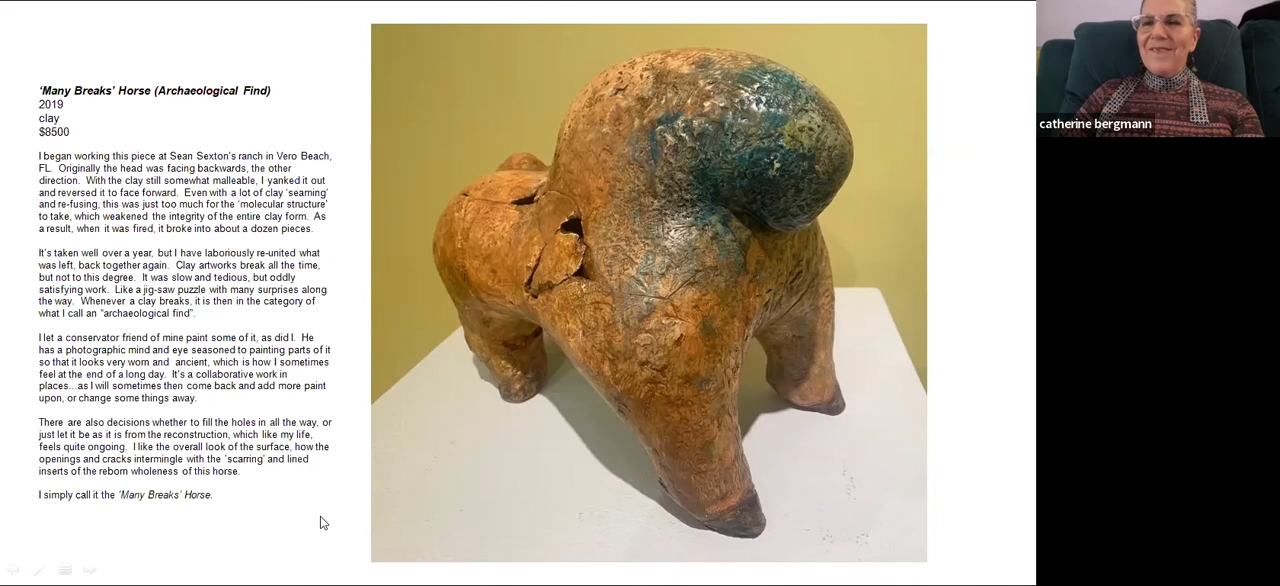 'Many Breaks' Horse (Archaeological Find)
2019
clay
$8500
I began working this piece at Sean Sexton's ranch in Vero Beach,
FL. Originally the head was facing backwards, the other
direction. With the clay still somewhat malleable, I yanked it out
and reversed it to face forward. Even with a lot of clay 'seaming'
and re-fusing, this was just too much for the 'molecular structure'
to take, which weakened the integrity of the entire clay form. As
a result, when it was fired, it broke into about a dozen pieces.
It's taken well over a year, but I have laboriously re-united what
was left, back together again. Clay artworks break all the time,
but not to this degree. It was slow and tedious, but oddly
satisfying work. Like a jig-saw puzzle with many surprises along
the way. Whenever a clay breaks, it is then in the category of
what I call an "archaeological find".
I let a conservator friend of mine paint some of it, as did I. He
has a photographic mind and eye seasoned to painting parts of it
so that it looks very worn and ancient, which is how I sometimes
feel at the end of a long day. It's a collaborative work in
places...as I will sometimes then come back and add more paint
upon, or change some things away.
There are also decisions whether to fill the holes in all the way, or
just let it be as it is from the reconstruction, which like my life,
feels quite ongoing. I like the overall look of the surface, how the
openings and cracks intermingle with the 'scarring' and lined
inserts of the reborn wholeness of this horse.
I simply call it the 'Many Breaks' Horse.
catherine bergmann